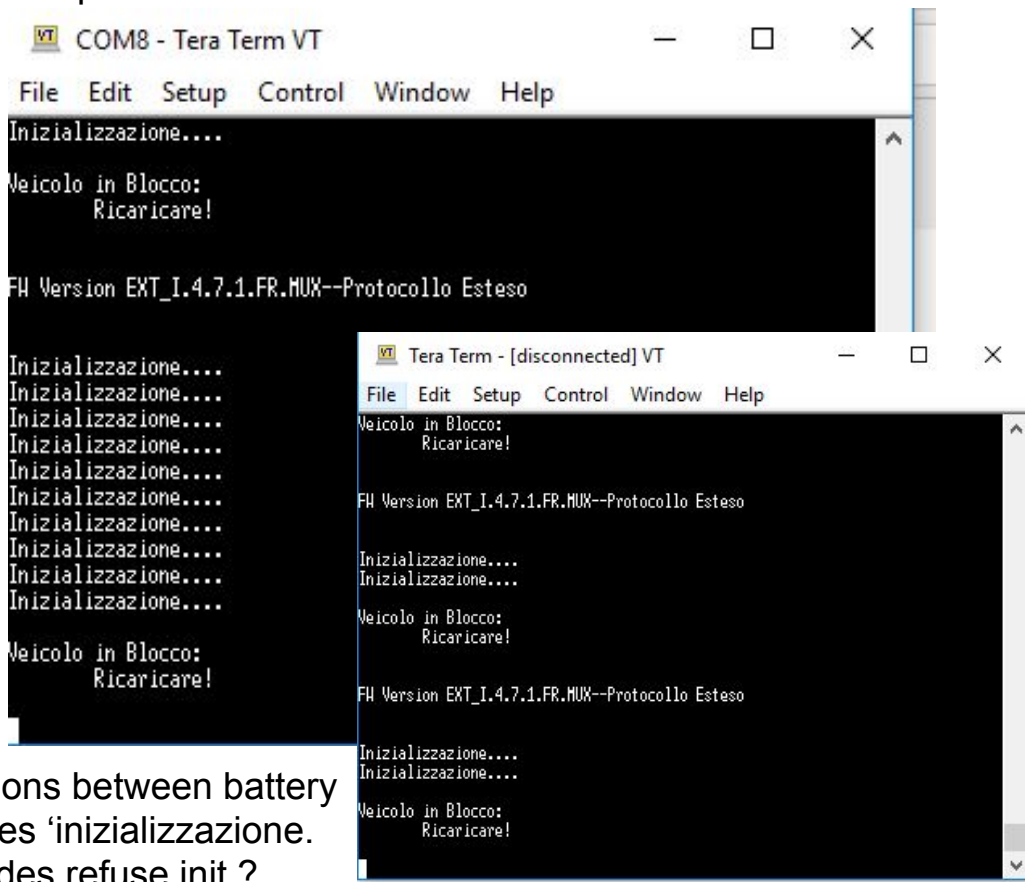 COM8 - Tera Term VT
File Edit Setup Control Window Help
Inizializzazione....
Veicolo in Blocco:
Ricaricare!
FW Version EXT_I.4.7.1.FR.MUX--Protocollo Esteso
Inizializzazione....
Inizializzazione....
Inizializzazione....
Inizializzazione....
Inizializzazione....
Inizializzazione....
Inizializzazione....
Inizializzazione....
Inizializzazione....
Inizializzazione....
Veicolo in Blocco:
Ricaricare!
Tera Term - [disconnected] VT
File Edit Setup Control Window Help
Veicolo in Blocco:
Ricaricare!
FW Version EXT_I.4.7.1.FR.MUX--Protocollo Esteso
Inizializzazione....
Inizializzazione....
Veicolo in Blocco:
Ricaricare!
FW Version EXT_I.4.7.1.FR.MUX--Protocollo Esteso
Inizializzazione....
Inizializzazione....
Veicolo in Blocco:
Ricaricare!
ons between battery
es ‘inizializzazione.
des refuse init ?